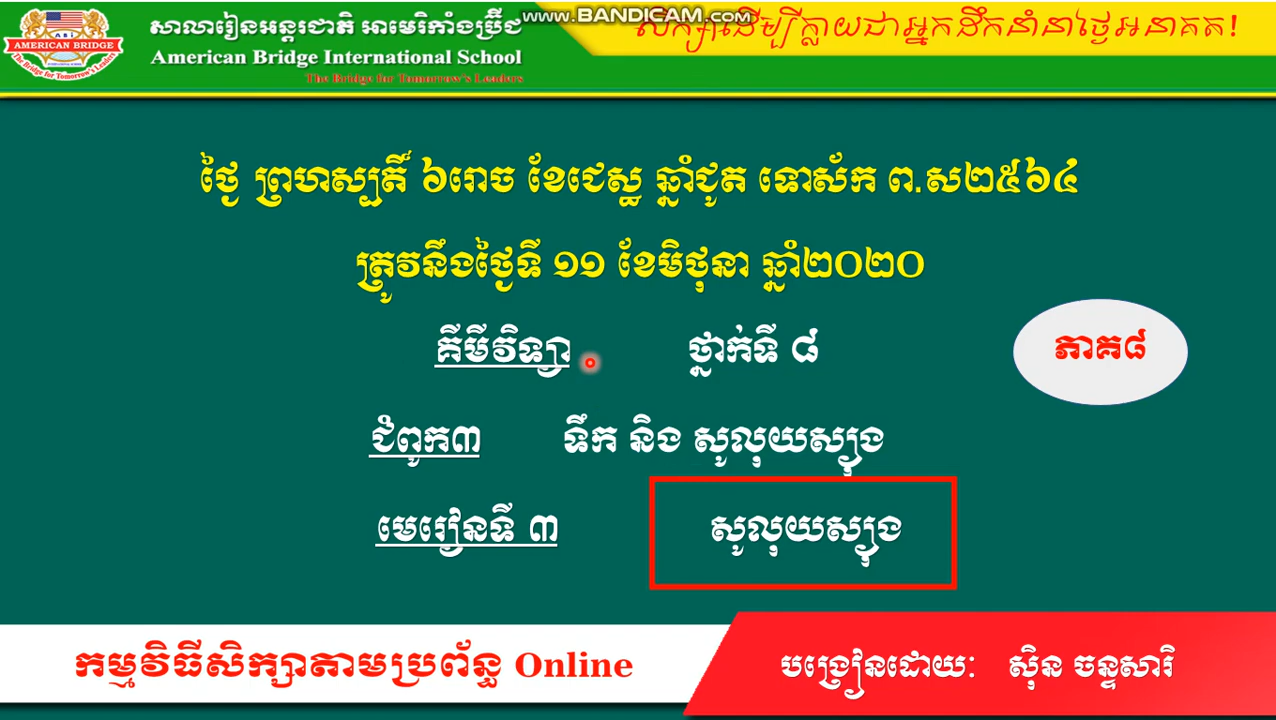 www.BANDICAM.com
សាលារៀនអន្តរជាតិ អាមេរិកាំងប្រ៊ីជ
American Bridge International School
The Bridge for Tomorrow's Leaders
ABI
AMERICAN BRIDGE
The Bridge for Tomorrow's Leaders
សិក្សាដើម្បីក្លាយជាអ្នកដឹកនាំនាថ្ងៃអនាគត!
ថ្ងៃ ព្រហស្បតិ៍ ៦រោច ខែជេស្ឋ ឆ្នាំជូត ទោស័ក ព.ស២៥៦៤
ត្រូវនឹងថ្ងៃទី ១១ ខែមិថុនា ឆ្នាំ២០២០
គីមីវិទ្យា ថ្នាក់ទី ៨
ភាគ៨
ជំពូក៣ ទឹក និង សូលុយស្យុង
មេរៀនទី ៣ សូលុយស្យុង
កម្មវិធីសិក្សាតាមប្រព័ន្ធ Online
បង្រៀនដោយ: ស៊ិន ចន្ទសារី